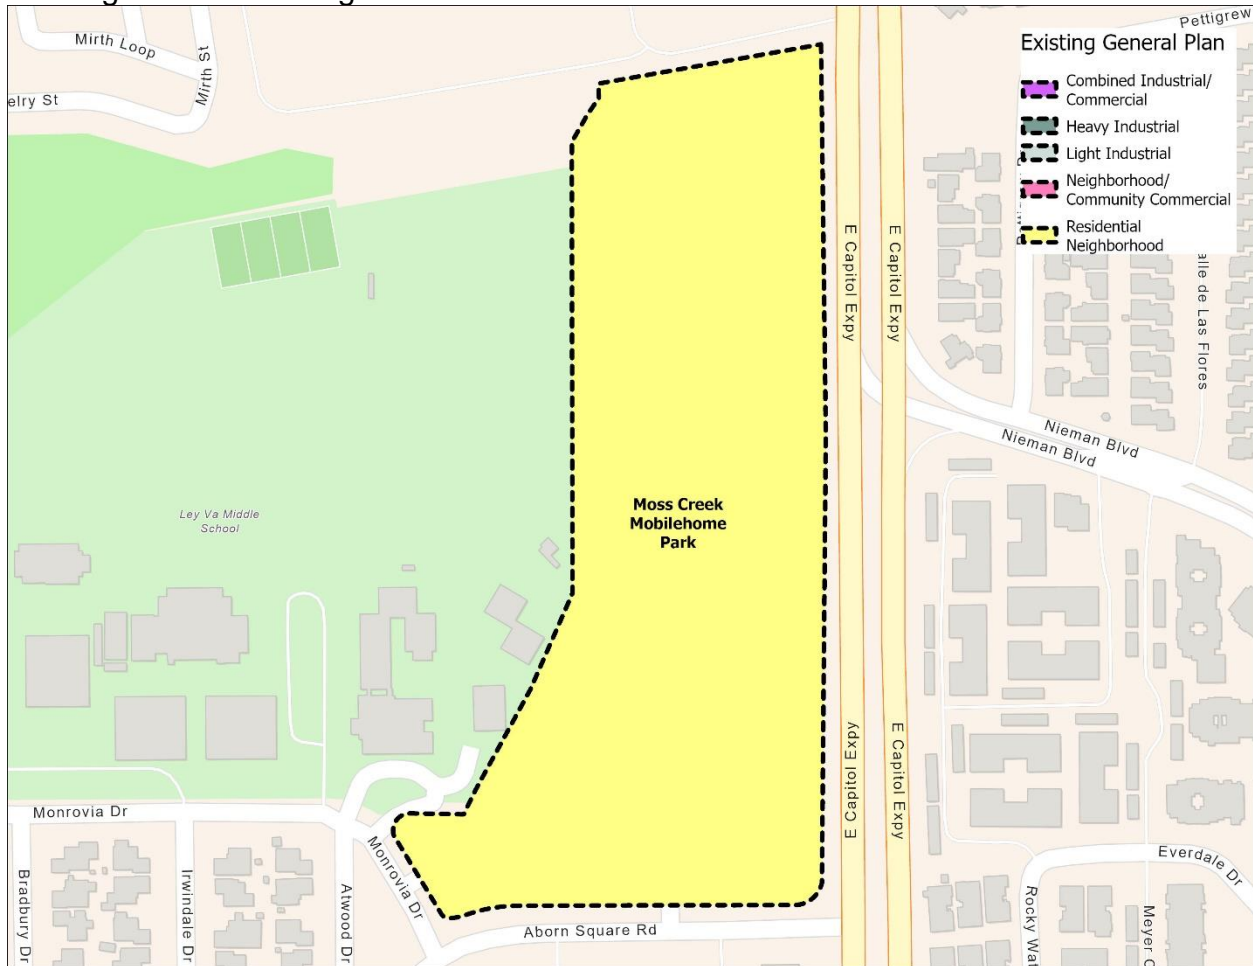 Mirth Loop
Mirth St
elry St
Pettigrew
Existing General Plan
Combined Industrial/
Commercial
Heavy Industrial
Light Industrial
Neighborhood/
Community Commercial
Residential
Neighborhood
alle de Las Flores
E Capitol Expy
E Capitol Expy
Nieman Blvd
Nieman Blvd
Moss Creek
Mobilehome
Park
Ley Va Middle
School
E Capitol Expy
E Capitol Expy
Monrovia Dr
Monrovia Dr
Bradbury Dr
Irwindale Dr
Atwood Dr
Aborn Square Rd
Everdale Dr
Rocky Wat
Meyer C